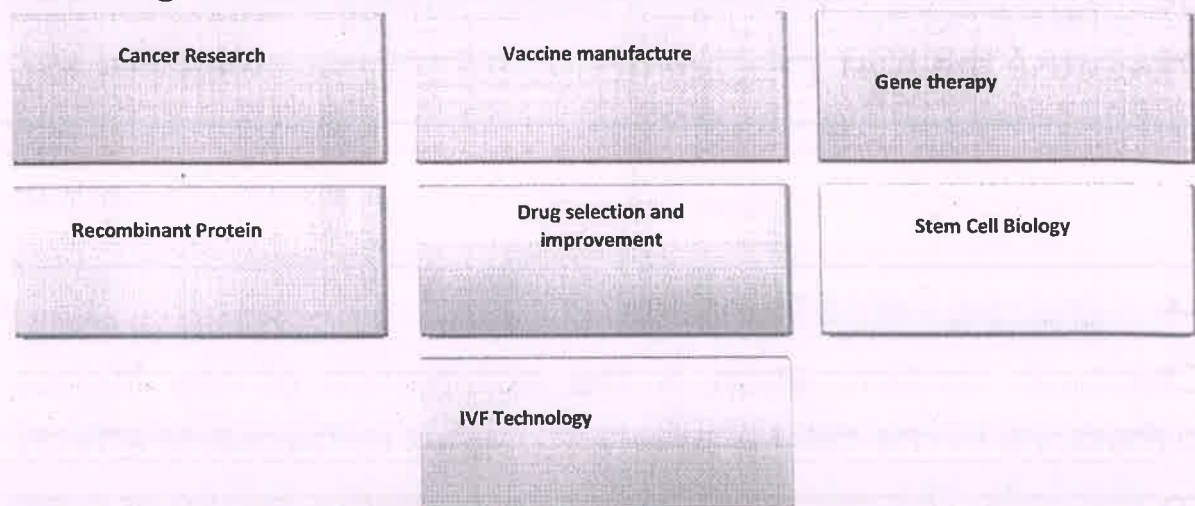 Cancer Research
Vaccine manufacture
Gene therapy
Recombinant Protein
Drug selection and
improvement
Stem Cell Biology
IVF Technology